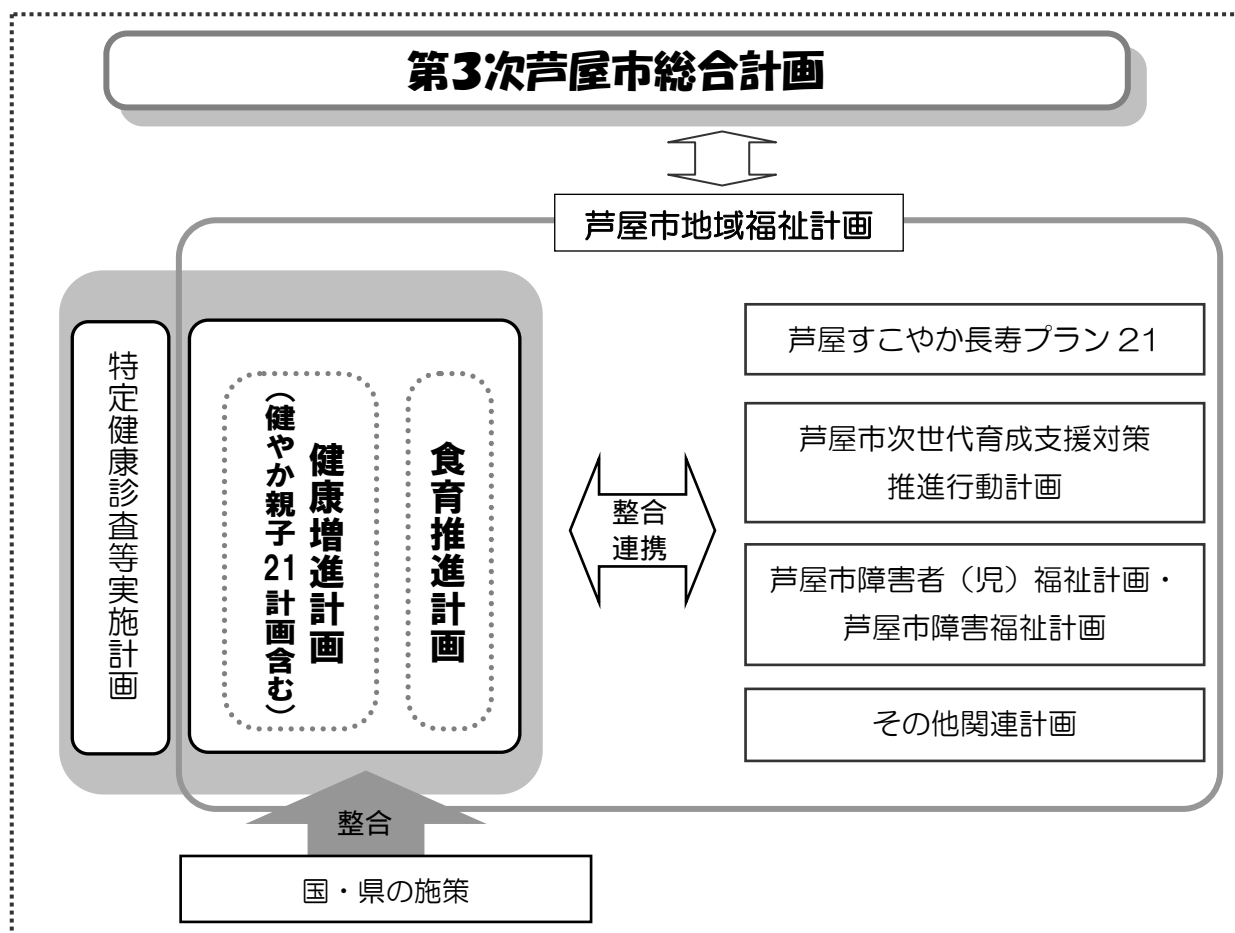 第3次芦屋市総合計画
芦屋市地域福祉計画
特定健康診査等実施計画
健康増進計画
（健やか親子21計画含む）
食育推進計画
整合
連携
芦屋すこやか長寿プラン 21
芦屋市次世代育成支援対策
推進行動計画
芦屋市障害者（児）福祉計画・
芦屋市障害福祉計画
その他関連計画
整合
国・県の施策